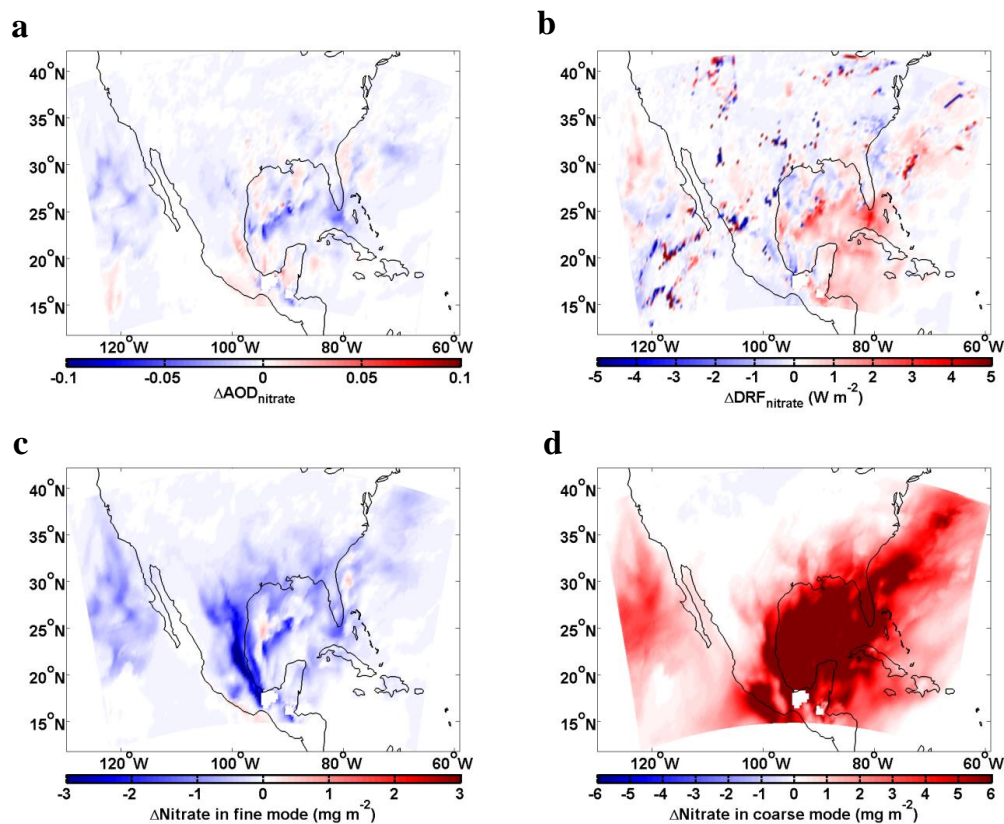 a
40°N
35°N
30°N
25°N
20°N
15°N
120°W
100°W
80°W
60°W
-0.1 -0.05 0 0.05 0.1
ΔAOD_nitrate
b
40°N
35°N
30°N
25°N
20°N
15°N
120°W
100°W
80°W
60°W
-5 -4 -3 -2 -1 0 1 2 3 4 5
ΔDRF_nitrate (W m⁻²)
c
40°N
35°N
30°N
25°N
20°N
15°N
120°W
100°W
80°W
60°W
-3 -2 -1 0 1 2 3
ΔNitrate in fine mode (mg m⁻²)
d
40°N
35°N
30°N
25°N
20°N
15°N
120°W
100°W
80°W
60°W
-6 -5 -4 -3 -2 -1 0 1 2 3 4 5 6
ΔNitrate in coarse mode (mg m⁻²)